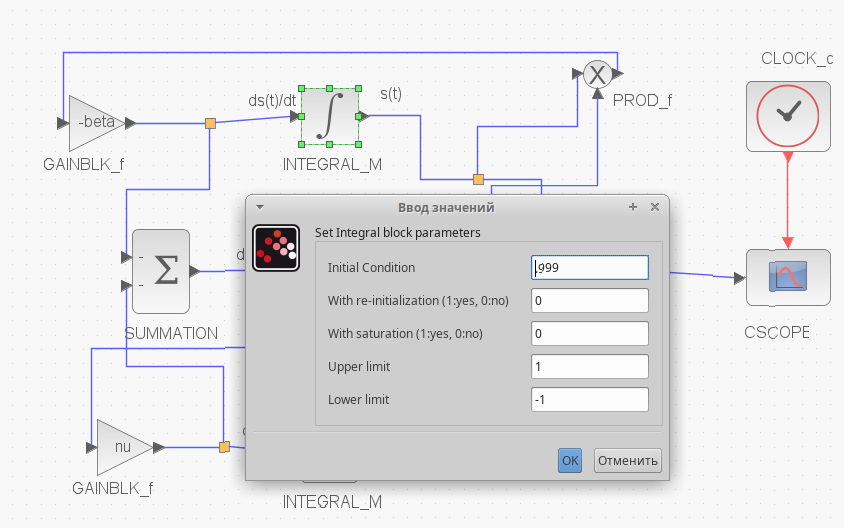 CLOCK_c
ds(t)/dt
s(t)
PROD_f
-beta
GAINBLK_f
INTEGRAL_M
Ввод значений
Set Integral block parameters
Initial Condition
.999
With re-initialization (1:yes, 0:no)
0
With saturation (1:yes, 0:no)
0
Upper limit
1
Lower limit
-1
OK
Отменить
d
-
-
Σ
SUMMATION
CSCOPE
nu
GAINBLK_f
INTEGRAL_M